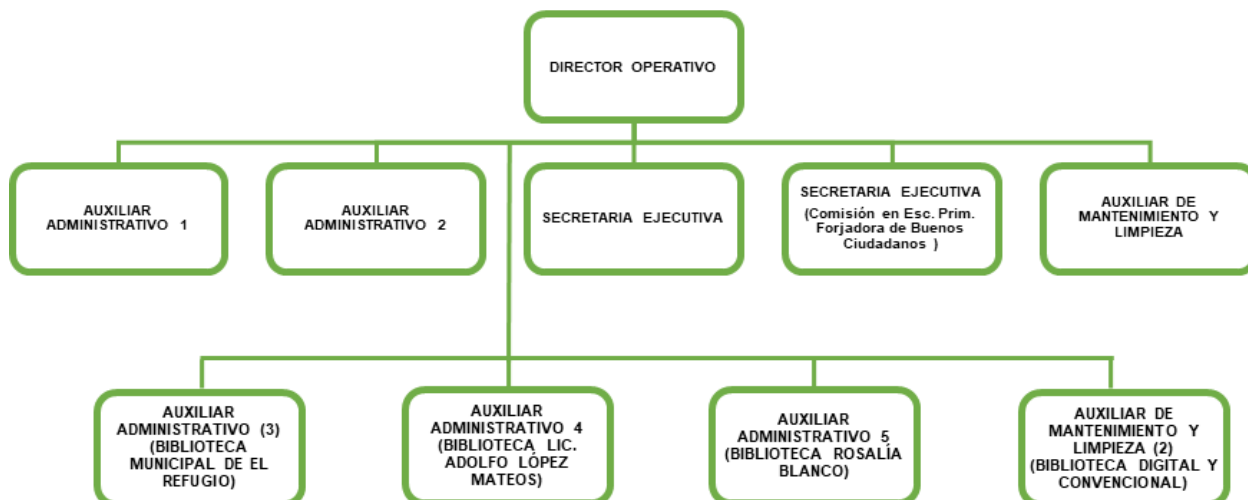 DIRECTOR OPERATIVO
AUXILIAR
ADMINISTRATIVO 1
AUXILIAR
ADMINISTRATIVO 2
SECRETARIA EJECUTIVA
SECRETARIA EJECUTIVA
(Comisión en Esc. Prim.
Forjadora de Buenos
Ciudadanos )
AUXILIAR DE
MANTENIMIENTO Y
LIMPIEZA
AUXILIAR
ADMINISTRATIVO (3)
(BIBLIOTECA
MUNICIPAL DE EL
REFUGIO)
AUXILIAR
ADMINISTRATIVO 4
(BIBLIOTECA LIC.
ADOLFO LÓPEZ
MATEOS)
AUXILIAR
ADMINISTRATIVO 5
(BIBLIOTECA ROSALÍA
BLANCO)
AUXILIAR DE
MANTENIMIENTO Y
LIMPIEZA (2)
(BIBLIOTECA DIGITAL Y
CONVENCIONAL)